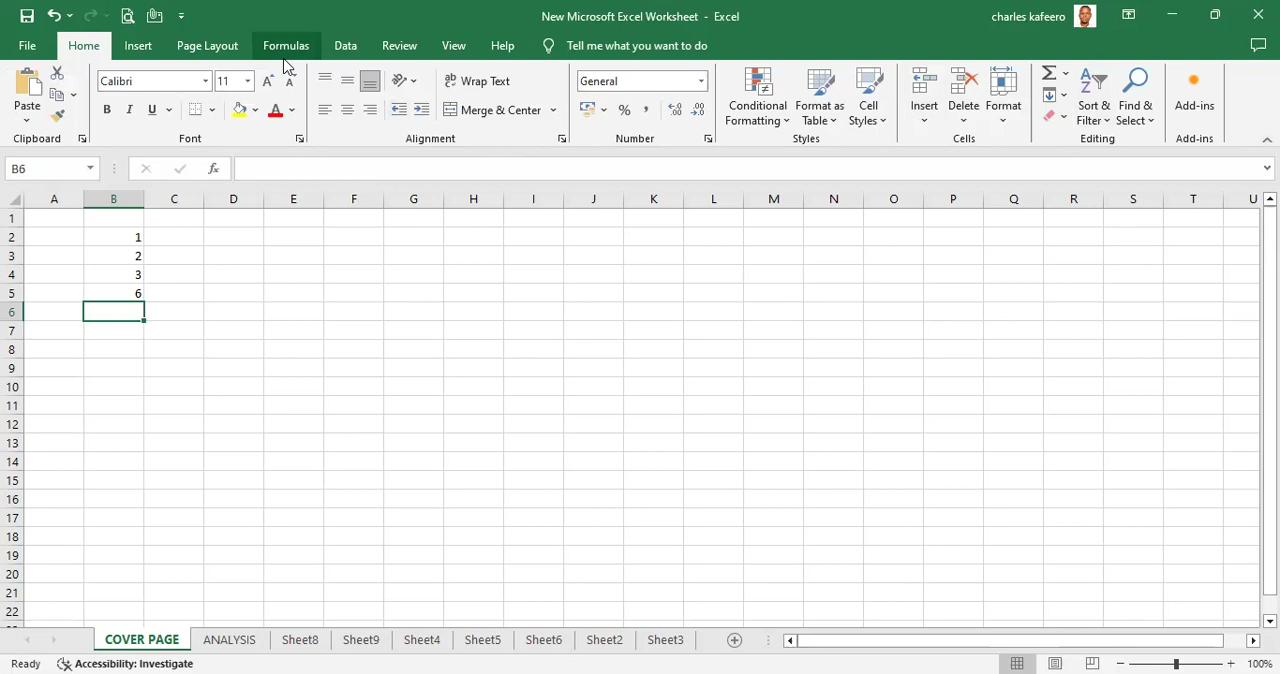 New Microsoft Excel Worksheet - Excel
charles kafeero
File Home Insert Page Layout Formulas Data Review View Help Tell me what you want to do
Paste
Calibri 11
B I U
A A
Wrap Text
Merge & Center
General
%
Conditional Formatting
Format as Table
Cell Styles
Insert
Delete
Format
Sort & Filter
Find & Select
Add-ins
Clipboard Font Alignment Number Styles Cells Editing Add-ins
B6 fx
A B C D E F G H I J K L M N O P Q R S T U
1
2 1
3 2
4 3
5 6
6
7
8
9
10
11
12
13
14
15
16
17
18
19
20
21
22
COVER PAGE ANALYSIS Sheet8 Sheet9 Sheet4 Sheet5 Sheet6 Sheet2 Sheet3
Ready Accessibility: Investigate 100%